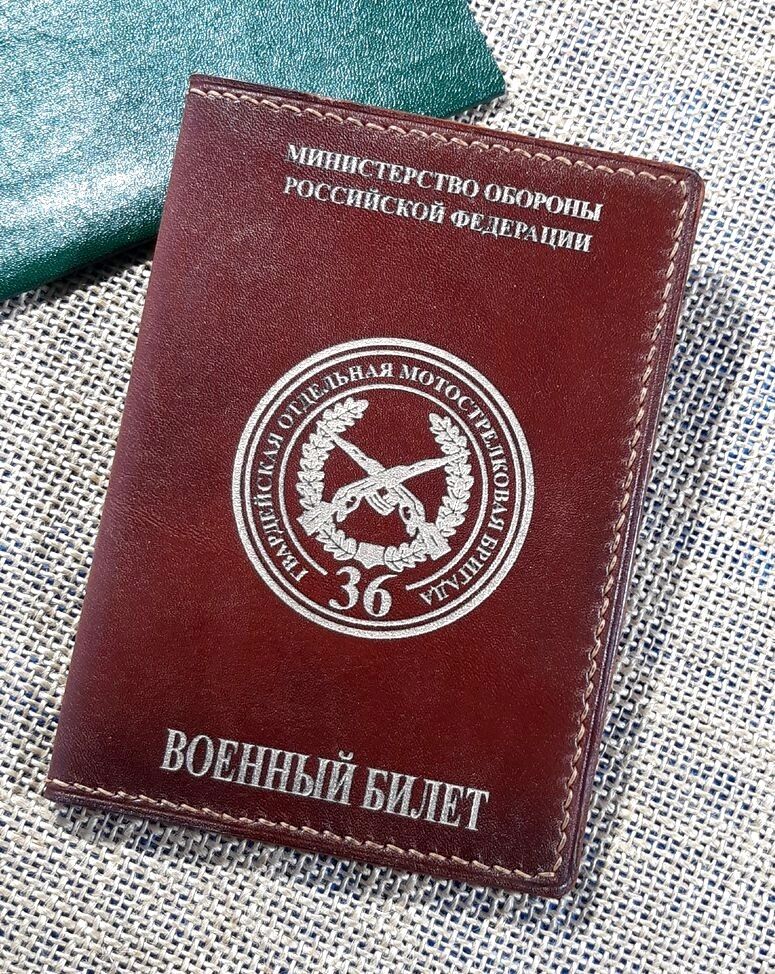 МИНИСТЕРСТВО ОБОРОНЫ
РОССИЙСКОЙ ФЕДЕРАЦИИ
ГВАРДЕЙСКАЯ ОТДЕЛЬНАЯ МОТОСТРЕЛКОВАЯ БРИГАДА
36
ВОЕННЫЙ БИЛЕТ